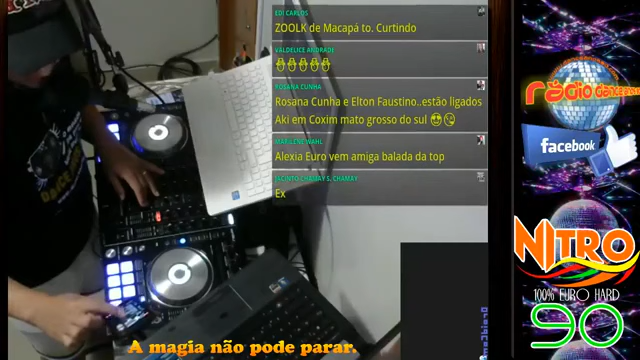 EDI CARLOS
ZOOLK de Macapá to. Curtindo
VALDELICE ANDRADE
ROSANA CUNHA
Rosana Cunha e Elton Faustino..estão ligados
Aki em Coxim mato grosso do sul
MARILENE WAHL
Alexia Euro vem amiga balada da top
JACINTO CHAMAY S. CHAMAY
Ex
rádio dance
facebook
NITRO
100% EURO HARD
90
A magia não pode parar.